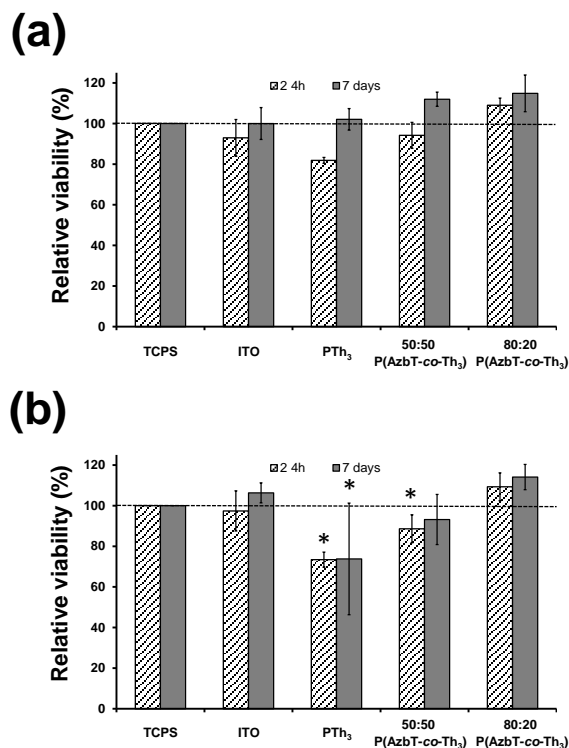 (a)
Relative viability (%)
120
100
80
60
40
20
0
2 4h
7 days
TCPS
ITO
PTh₃
50:50
P(AzbT-co-Th₃)
80:20
P(AzbT-co-Th₃)
(b)
Relative viability (%)
120
100
80
60
40
20
0
2 4h
7 days
*
*
*
TCPS
ITO
PTh₃
50:50
P(AzbT-co-Th₃)
80:20
P(AzbT-co-Th₃)